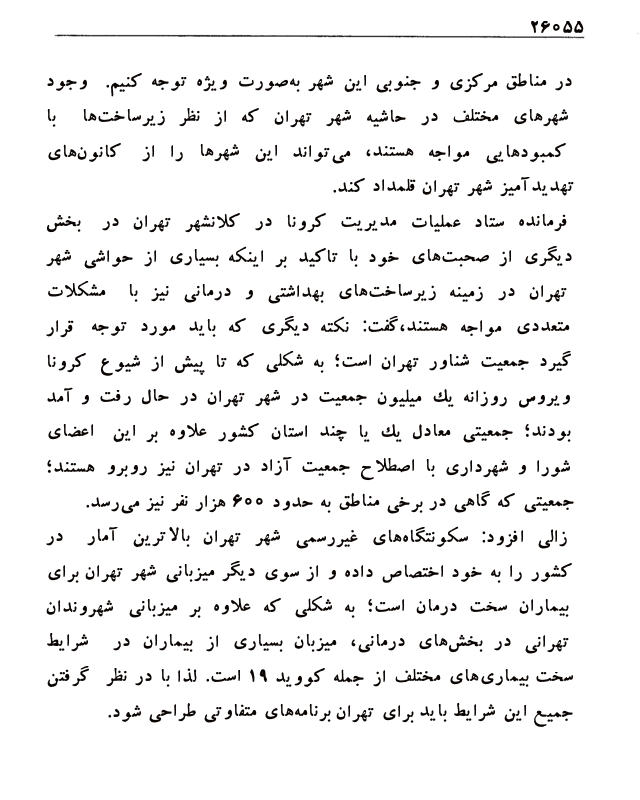 ۲۶۰۵۵
در مناطق مرکزی و جنوبی این شهر به‌صورت ویژه توجه کنیم. وجود
شهرهای مختلف در حاشیه شهر تهران که از نظر زیرساخت‌ها با
کمبودهایی مواجه هستند، می‌تواند این شهرها را از کانون‌های
تهدیدآمیز شهر تهران قلمداد کند.
فرمانده ستاد عملیات مدیریت کرونا در کلانشهر تهران در بخش
دیگری از صحبت‌های خود با تاکید بر اینکه بسیاری از حواشی شهر
تهران در زمینه زیرساخت‌های بهداشتی و درمانی نیز با مشکلات
متعددی مواجه هستند،گفت: نکته دیگری که باید مورد توجه قرار
گیرد جمعیت شناور تهران است؛ به شکلی که تا پیش از شیوع کرونا
ویروس روزانه یك میلیون جمعیت در شهر تهران در حال رفت و آمد
بودند؛ جمعیتی معادل یك یا چند استان کشور علاوه بر این اعضای
شورا و شهرداری با اصطلاح جمعیت آزاد در تهران نیز روبرو هستند؛
جمعیتی که گاهی در برخی مناطق به حدود ۶۰۰ هزار نفر نیز می‌رسد.
زالی افزود: سکونتگاه‌های غیررسمی شهر تهران بالاترین آمار در
کشور را به خود اختصاص داده و از سوی دیگر میزبانی شهر تهران برای
بیماران سخت درمان است؛ به شکلی که علاوه بر میزبانی شهروندان
تهرانی در بخش‌های درمانی، میزبان بسیاری از بیماران در شرایط
سخت بیماری‌های مختلف از جمله کووید ۱۹ است. لذا با در نظر گرفتن
جمیع این شرایط باید برای تهران برنامه‌های متفاوتی طراحی شود.